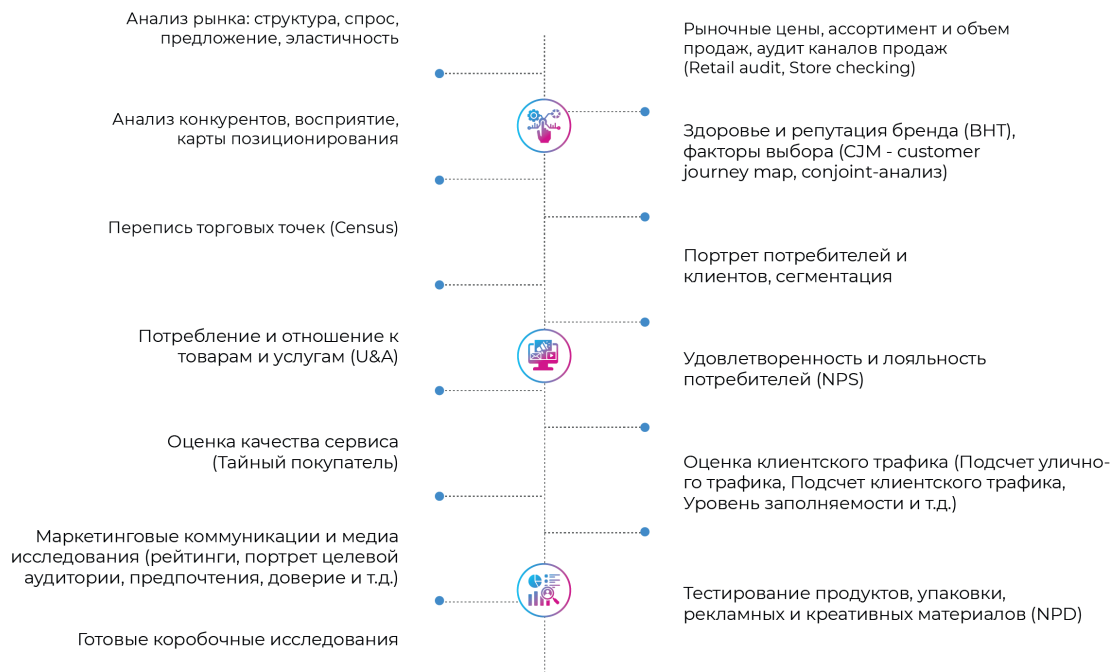 Анализ рынка: структура, спрос,
предложение, эластичность
Рыночные цены, ассортимент и объем
продаж, аудит каналов продаж
(Retail audit, Store checking)
Анализ конкурентов, восприятие,
карты позиционирования
Здоровье и репутация бренда (BHT),
факторы выбора (CJM - customer
journey map, conjoint-анализ)
Перепись торговых точек (Census)
Портрет потребителей и
клиентов, сегментация
Потребление и отношение к
товарам и услугам (U&A)
Удовлетворенность и лояльность
потребителей (NPS)
Оценка качества сервиса
(Тайный покупатель)
Оценка клиентского трафика (Подсчет улично-
го трафика, Подсчет клиентского трафика,
Уровень заполняемости и т.д.)
Маркетинговые коммуникации и медиа
исследования (рейтинги, портрет целевой
аудитории, предпочтения, доверие и т.д.)
Тестирование продуктов, упаковки,
рекламных и креативных материалов (NPD)
Готовые коробочные исследования